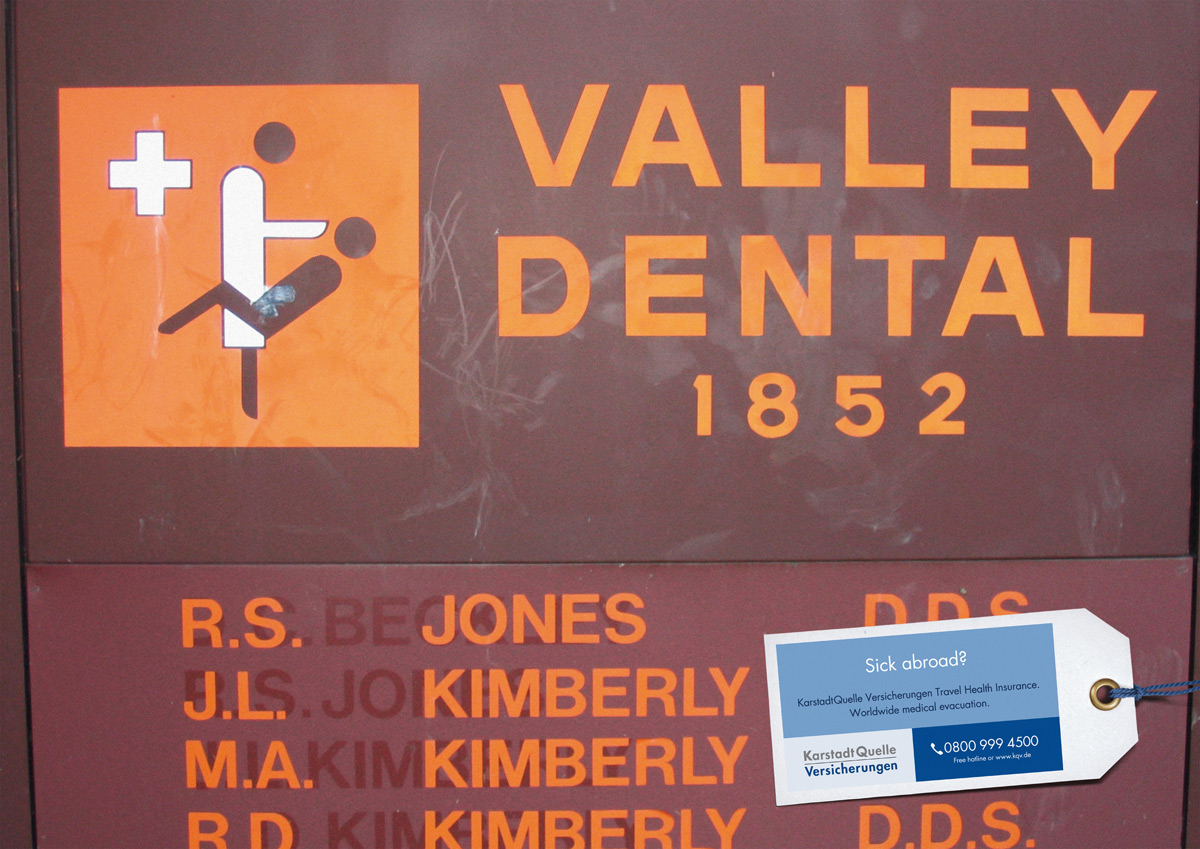 VALLEY
DENTAL
1852
R.S. JONES D.D.S.
J.L. KIMBERLY
M.A. KIMBERLY
R.D. KIMBERLY D.D.S.
Sick abroad?
KarstadtQuelle Versicherungen Travel Health Insurance.
Worldwide medical evacuation.
KarstadtQuelle
Versicherungen
0800 999 4500
Free hotline or www.kqv.de